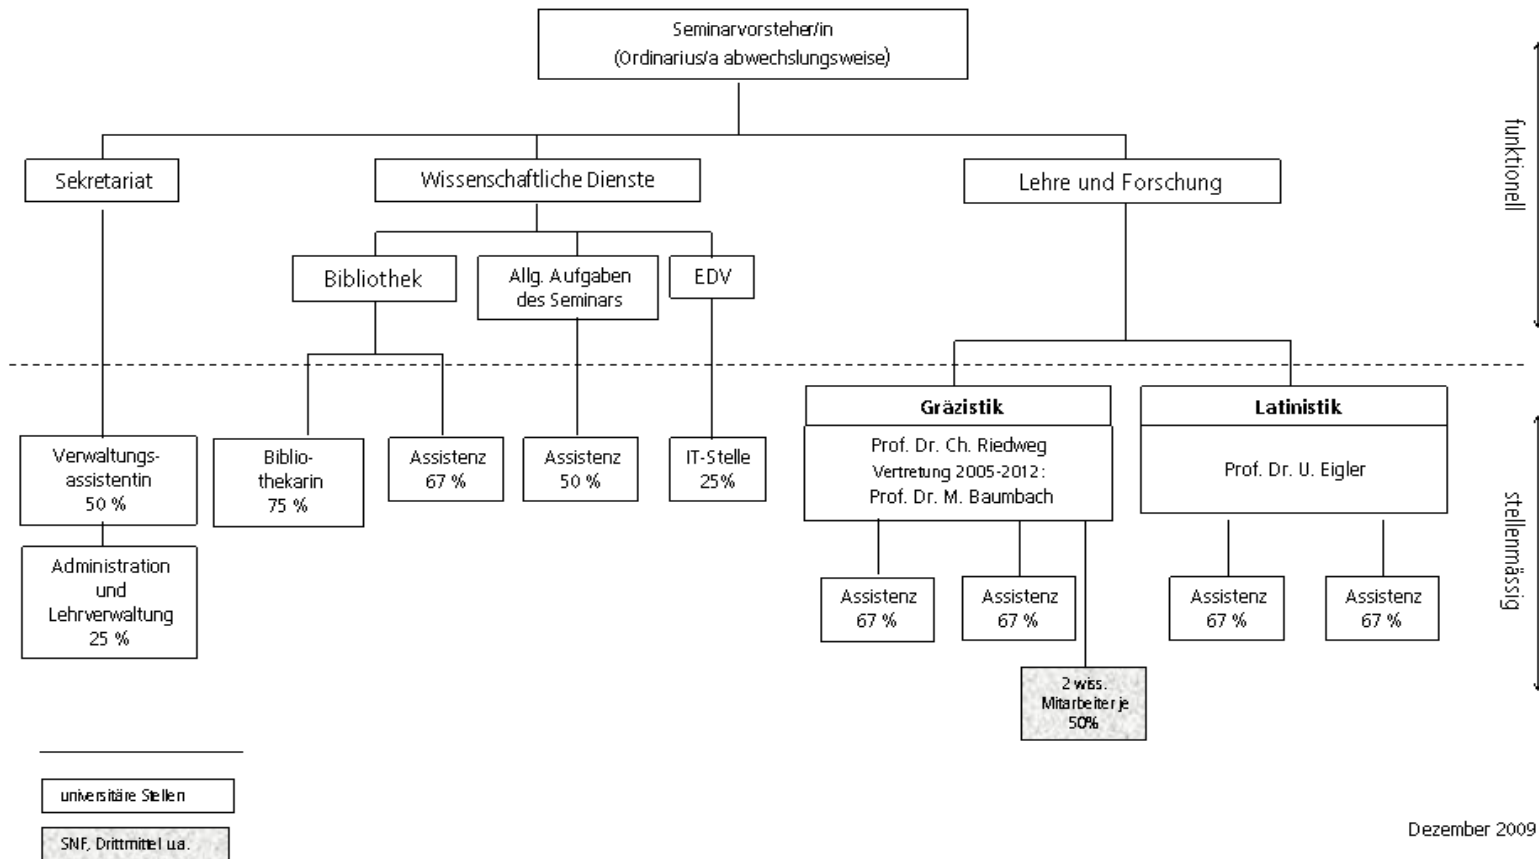 Seminarvorsteher/in
(Ordinarius/a abwechslungsweise)
funktionell
Sekretariat
Wissenschaftliche Dienste
Lehre und Forschung
Bibliothek
Allg. Aufgaben
des Seminars
EDV
Gräzistik
Latinistik
Verwaltungs-
assistentin
50 %
Biblio-
thekarin
75 %
Assistenz
67 %
Assistenz
50 %
IT-Stelle
25%
Prof. Dr. Ch. Riedweg
Vertretung 2005-2012:
Prof. Dr. M. Baumbach
Prof. Dr. U. Eigler
stellenmässig
Administration
und
Lehrverwaltung
25 %
Assistenz
67 %
Assistenz
67 %
Assistenz
67 %
Assistenz
67 %
2 wiss.
Mitarbeiter je
50%
universitäre Stellen
SNF, Drittmittel u.a.
Dezember 2009